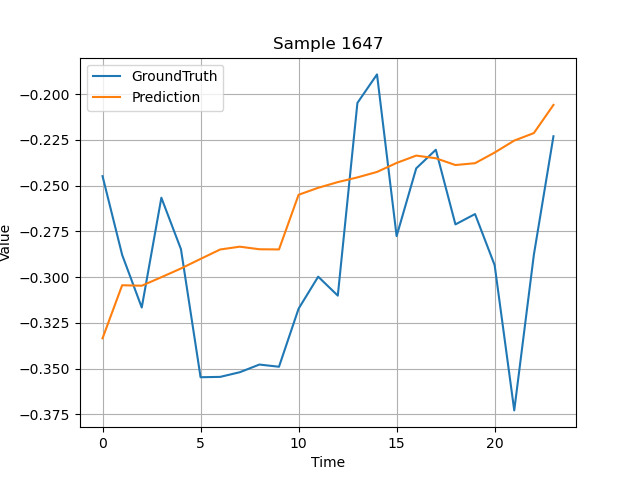 Sample 1647
GroundTruth
Prediction
−0.200
−0.225
−0.250
−0.275
−0.300
−0.325
−0.350
−0.375
Value
0 5 10 15 20
Time